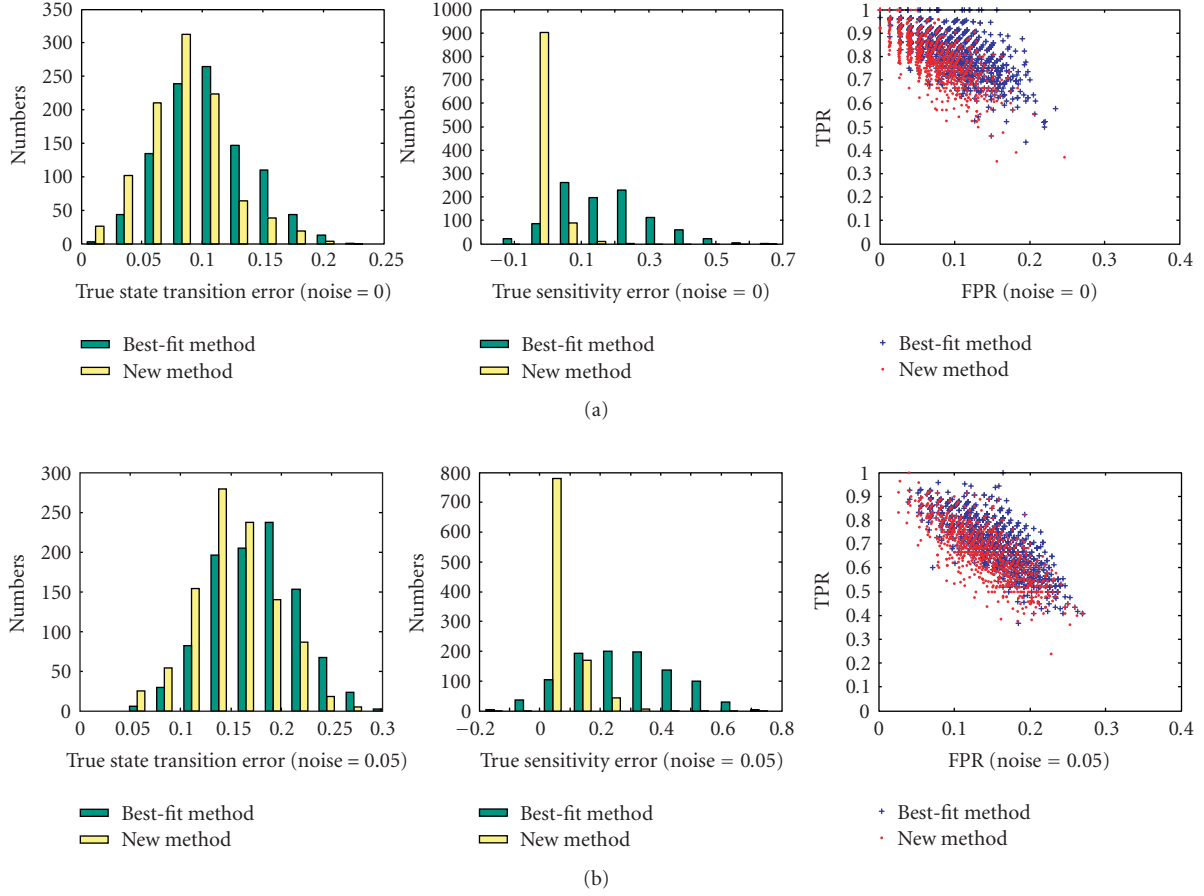 350
300
250
200
150
100
50
0
Numbers
0 0.05 0.1 0.15 0.2 0.25
True state transition error (noise = 0)
Best-fit method
New method
1000
900
800
700
600
500
400
300
200
100
0
Numbers
−0.1 0.1 0.3 0.5 0.7
True sensitivity error (noise = 0)
Best-fit method
New method
1
0.9
0.8
0.7
0.6
0.5
0.4
0.3
0.2
1
0
TPR
0 0.1 0.2 0.3 0.4
FPR (noise = 0)
Best-fit method
New method
(a)
300
250
200
150
100
50
0
Numbers
0 0.05 0.1 0.15 0.2 0.25 0.3
True state transition error (noise = 0.05)
Best-fit method
New method
800
700
600
500
400
300
200
100
0
Numbers
−0.2 0 0.2 0.4 0.6 0.8
True sensitivity error (noise = 0.05)
Best-fit method
New method
1
0.9
0.8
0.7
0.6
0.5
0.4
0.3
0.2
1
0
TPR
0 0.1 0.2 0.3 0.4
FPR (noise = 0.05)
Best-fit method
New method
(b)